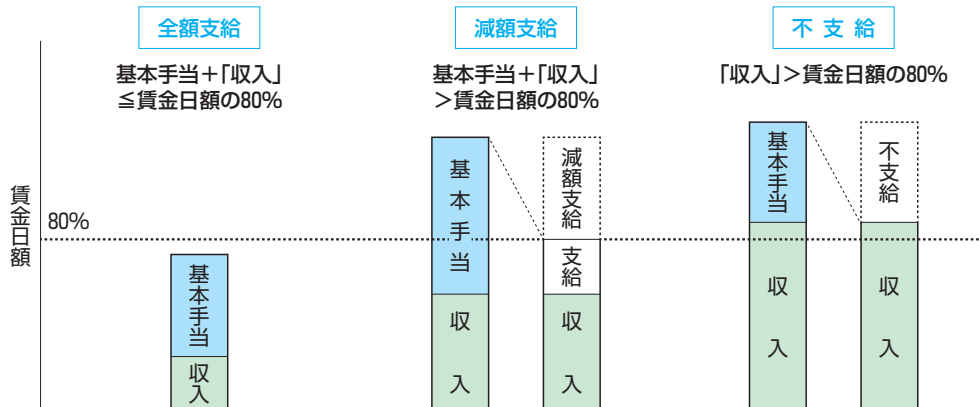 全額支給
基本手当＋「収入」
≦賃金日額の80%
減額支給
基本手当＋「収入」
＞賃金日額の80%
不支給
「収入」＞賃金日額の80%
賃金日額
80%
基本手当
収入
基本手当
収入
減額支給
支給
収入
基本手当
収入
不支給
収入